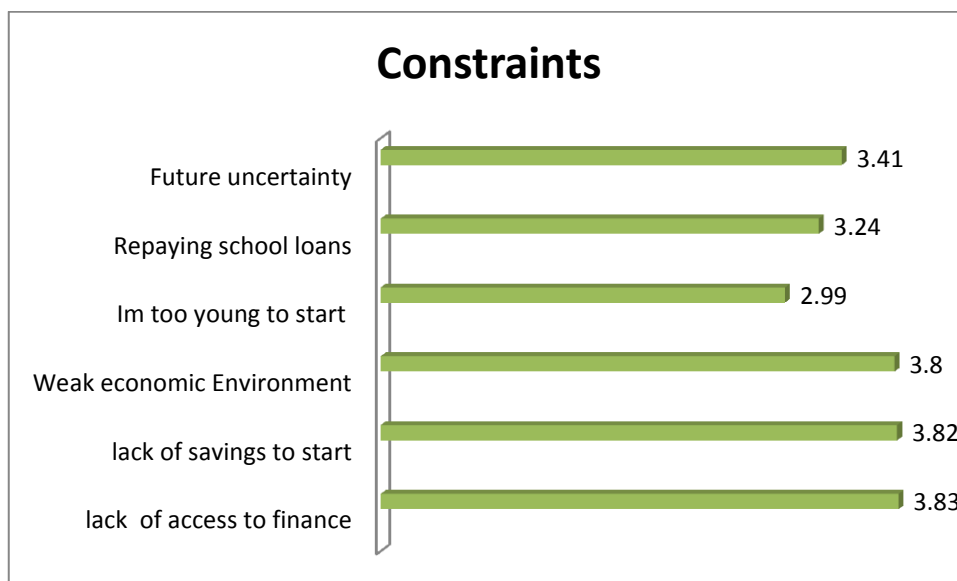 Constraints
Future uncertainty
3.41
Repaying school loans
3.24
Im too young to start
2.99
Weak economic Environment
3.8
lack of savings to start
3.82
lack  of access to finance
3.83